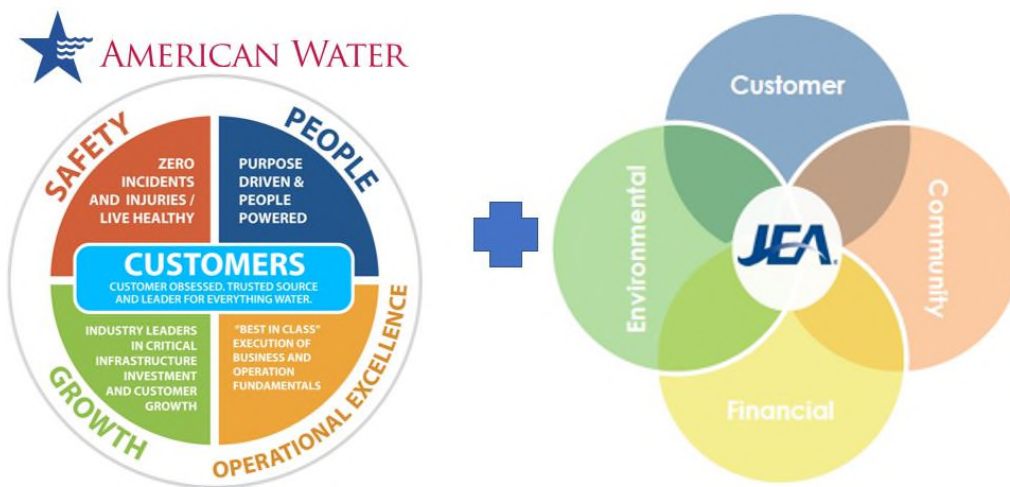 AMERICAN WATER
SAFETY
ZERO
INCIDENTS
AND INJURIES /
LIVE HEALTHY
PEOPLE
PURPOSE
DRIVEN &
PEOPLE
POWERED
CUSTOMERS
CUSTOMER OBSESSED. TRUSTED SOURCE
AND LEADER FOR EVERYTHING WATER.
GROWTH
INDUSTRY LEADERS
IN CRITICAL
INFRASTRUCTURE
INVESTMENT
AND CUSTOMER
GROWTH
OPERATIONAL EXCELLENCE
"BEST IN CLASS"
EXECUTION OF
BUSINESS AND
OPERATION
FUNDAMENTALS
Customer
Environmental
JEA
Community
Financial